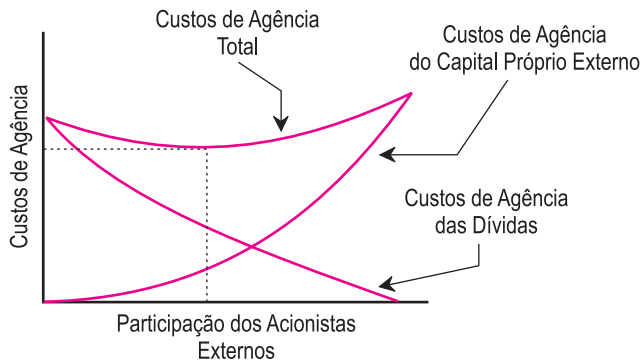 Custos de Agência
Total
Custos de Agência
do Capital Próprio Externo
Custos de Agência
Custos de Agência
das Dívidas
Participação dos Acionistas
Externos